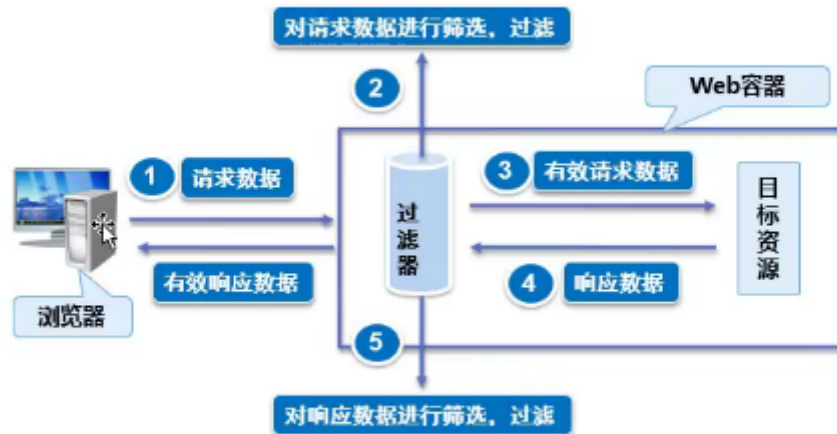 对请求数据进行筛选，过滤
2
Web容器
1 请求数据
3 有效请求数据
过滤器
目标资源
有效响应数据
4 响应数据
浏览器
5
对响应数据进行筛选，过滤